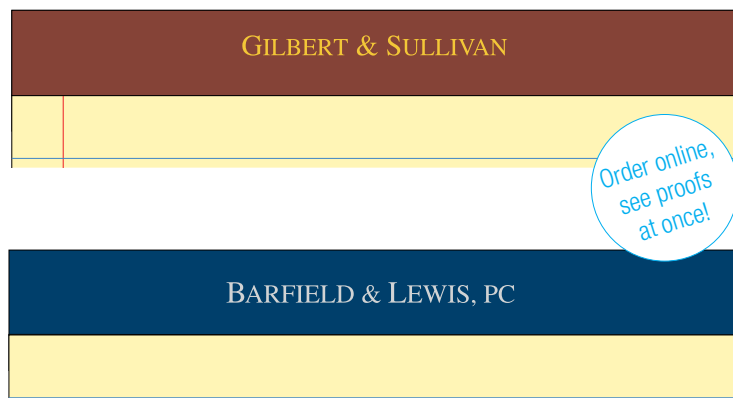 GILBERT & SULLIVAN
Order online,
see proofs
at once!
BARFIELD & LEWIS, PC